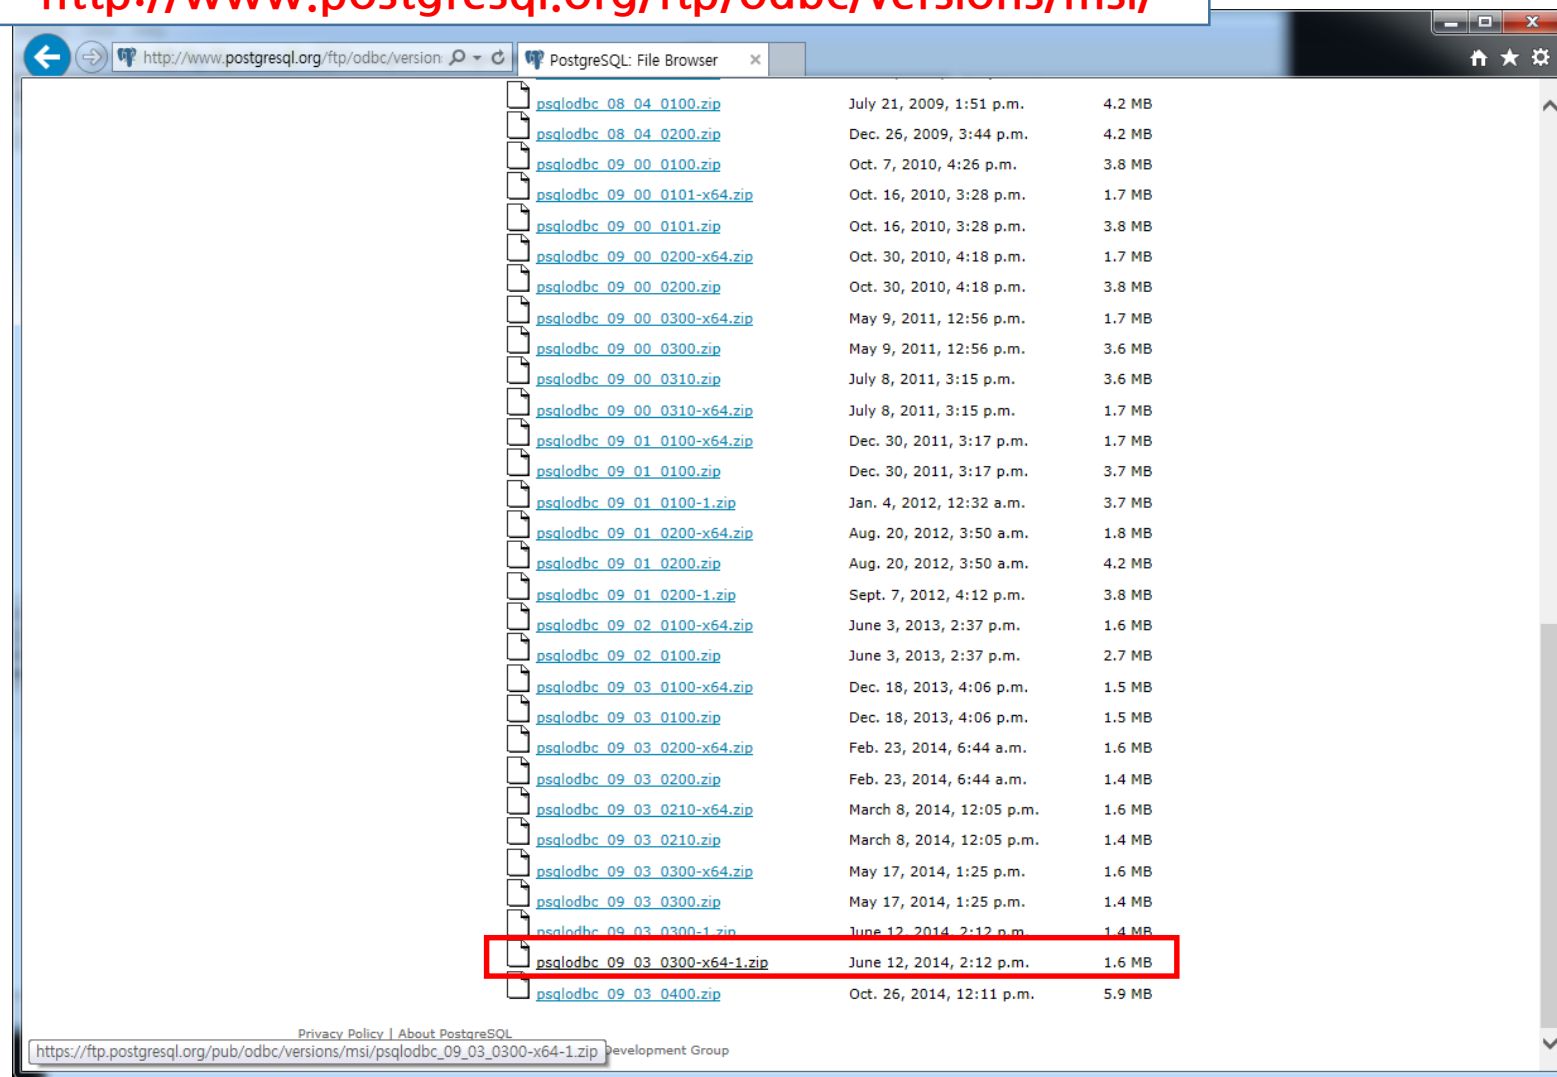 http://www.postgresql.org/ftp/odbc/versions/msi/
http://www.postgresql.org/ftp/odbc/version
PostgreSQL: File Browser
psqlodbc_08_04_0100.zip July 21, 2009, 1:51 p.m. 4.2 MB
psqlodbc_08_04_0200.zip Dec. 26, 2009, 3:44 p.m. 4.2 MB
psqlodbc_09_00_0100.zip Oct. 7, 2010, 4:26 p.m. 3.8 MB
psqlodbc_09_00_0101-x64.zip Oct. 16, 2010, 3:28 p.m. 1.7 MB
psqlodbc_09_00_0101.zip Oct. 16, 2010, 3:28 p.m. 3.8 MB
psqlodbc_09_00_0200-x64.zip Oct. 30, 2010, 4:18 p.m. 1.7 MB
psqlodbc_09_00_0200.zip Oct. 30, 2010, 4:18 p.m. 3.8 MB
psqlodbc_09_00_0300-x64.zip May 9, 2011, 12:56 p.m. 1.7 MB
psqlodbc_09_00_0300.zip May 9, 2011, 12:56 p.m. 3.6 MB
psqlodbc_09_00_0310.zip July 8, 2011, 3:15 p.m. 3.6 MB
psqlodbc_09_00_0310-x64.zip July 8, 2011, 3:15 p.m. 1.7 MB
psqlodbc_09_01_0100-x64.zip Dec. 30, 2011, 3:17 p.m. 1.7 MB
psqlodbc_09_01_0100.zip Dec. 30, 2011, 3:17 p.m. 3.7 MB
psqlodbc_09_01_0100-1.zip Jan. 4, 2012, 12:32 a.m. 3.7 MB
psqlodbc_09_01_0200-x64.zip Aug. 20, 2012, 3:50 a.m. 1.8 MB
psqlodbc_09_01_0200.zip Aug. 20, 2012, 3:50 a.m. 4.2 MB
psqlodbc_09_01_0200-1.zip Sept. 7, 2012, 4:12 p.m. 3.8 MB
psqlodbc_09_02_0100-x64.zip June 3, 2013, 2:37 p.m. 1.6 MB
psqlodbc_09_02_0100.zip June 3, 2013, 2:37 p.m. 2.7 MB
psqlodbc_09_03_0100-x64.zip Dec. 18, 2013, 4:06 p.m. 1.5 MB
psqlodbc_09_03_0100.zip Dec. 18, 2013, 4:06 p.m. 1.5 MB
psqlodbc_09_03_0200-x64.zip Feb. 23, 2014, 6:44 a.m. 1.6 MB
psqlodbc_09_03_0200.zip Feb. 23, 2014, 6:44 a.m. 1.4 MB
psqlodbc_09_03_0210-x64.zip March 8, 2014, 12:05 p.m. 1.6 MB
psqlodbc_09_03_0210.zip March 8, 2014, 12:05 p.m. 1.4 MB
psqlodbc_09_03_0300-x64.zip May 17, 2014, 1:25 p.m. 1.6 MB
psqlodbc_09_03_0300.zip May 17, 2014, 1:25 p.m. 1.4 MB
psqlodbc_09_03_0300-1.zip June 12, 2014, 2:12 p.m. 1.4 MB
psqlodbc_09_03_0300-x64-1.zip June 12, 2014, 2:12 p.m. 1.6 MB
psqlodbc_09_03_0400.zip Oct. 26, 2014, 12:11 p.m. 5.9 MB
Privacy Policy | About PostgreSQL
https://ftp.postgresql.org/pub/odbc/versions/msi/psqlodbc_09_03_0300-x64-1.zip Development Group